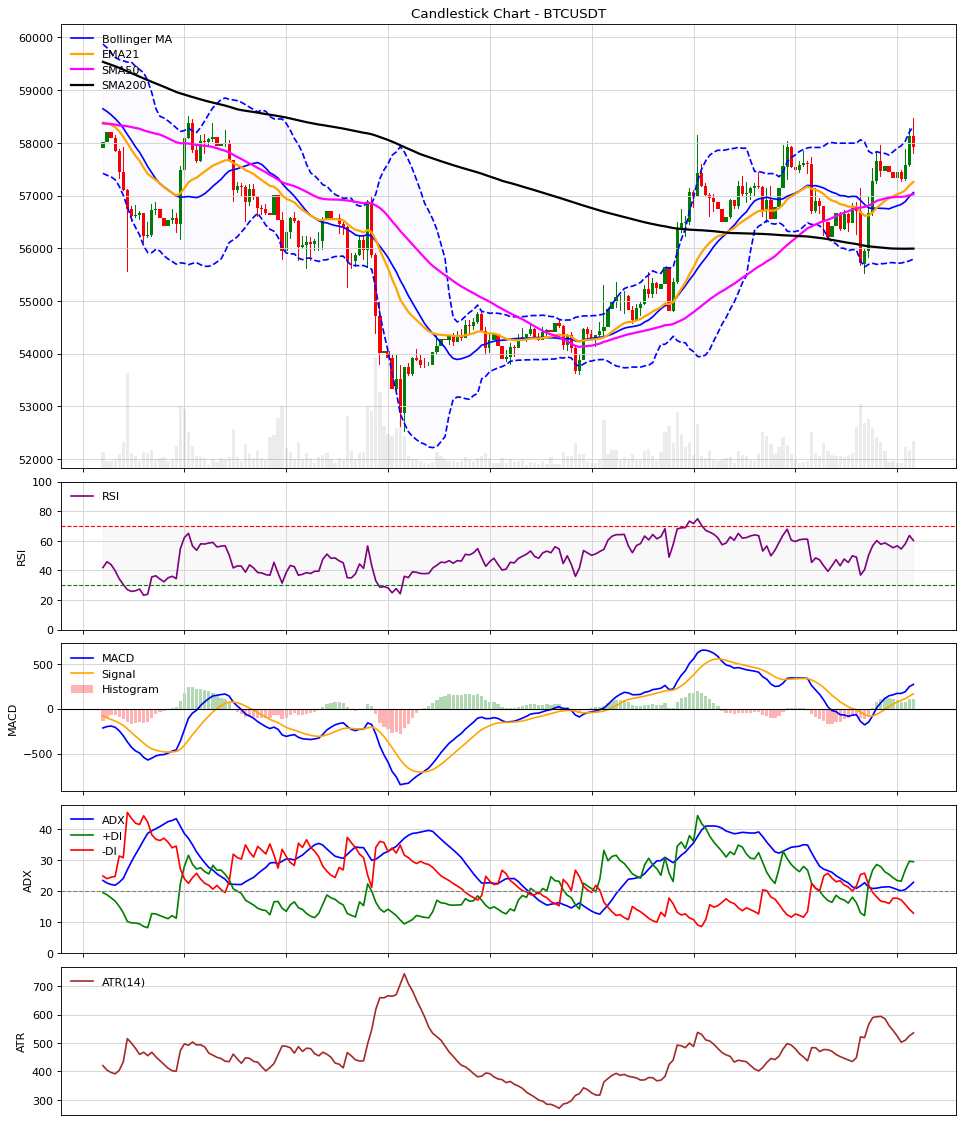 Candlestick Chart - BTCUSDT
60000
59000
58000
57000
56000
55000
54000
53000
52000
Bollinger MA
EMA21
SMA50
SMA200
100
80
60
40
20
0
RSI
RSI
500
0
−500
MACD
MACD
Signal
Histogram
40
30
20
10
0
ADX
ADX
+DI
-DI
700
600
500
400
300
ATR
ATR(14)